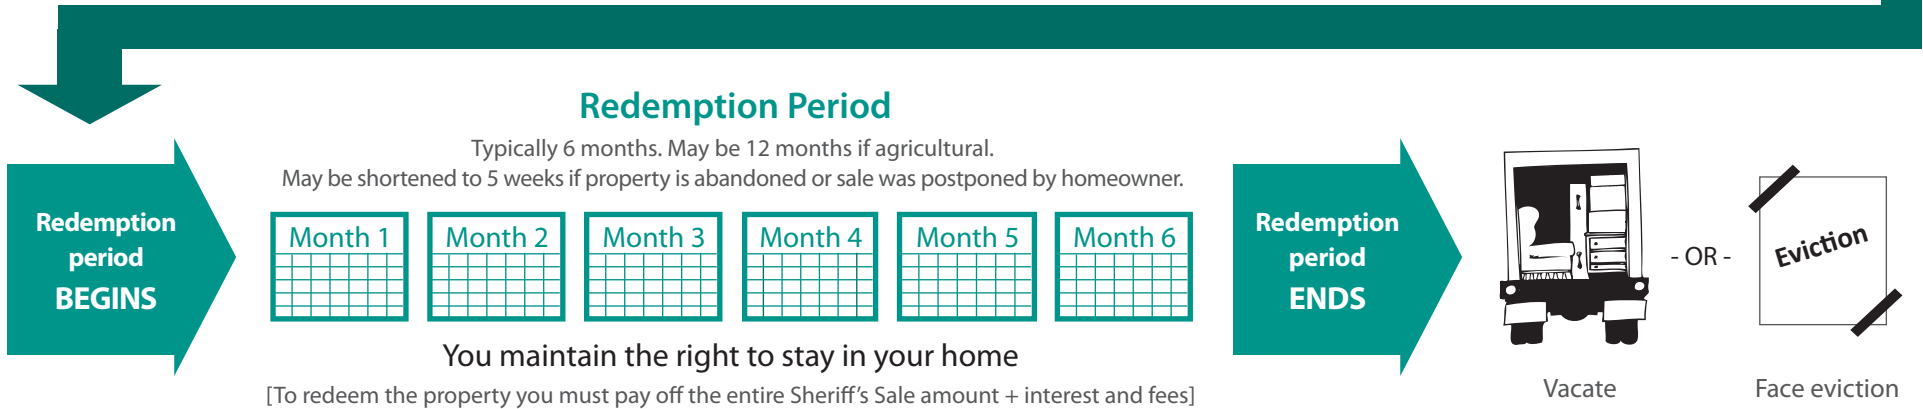 Redemption Period
Typically 6 months. May be 12 months if agricultural.
May be shortened to 5 weeks if property is abandoned or sale was postponed by homeowner.
Redemption
period
BEGINS
Month 1
Month 2
Month 3
Month 4
Month 5
Month 6
You maintain the right to stay in your home
[To redeem the property you must pay off the entire Sheriff's Sale amount + interest and fees]
Redemption
period
ENDS
- OR -
Eviction
Vacate
Face eviction